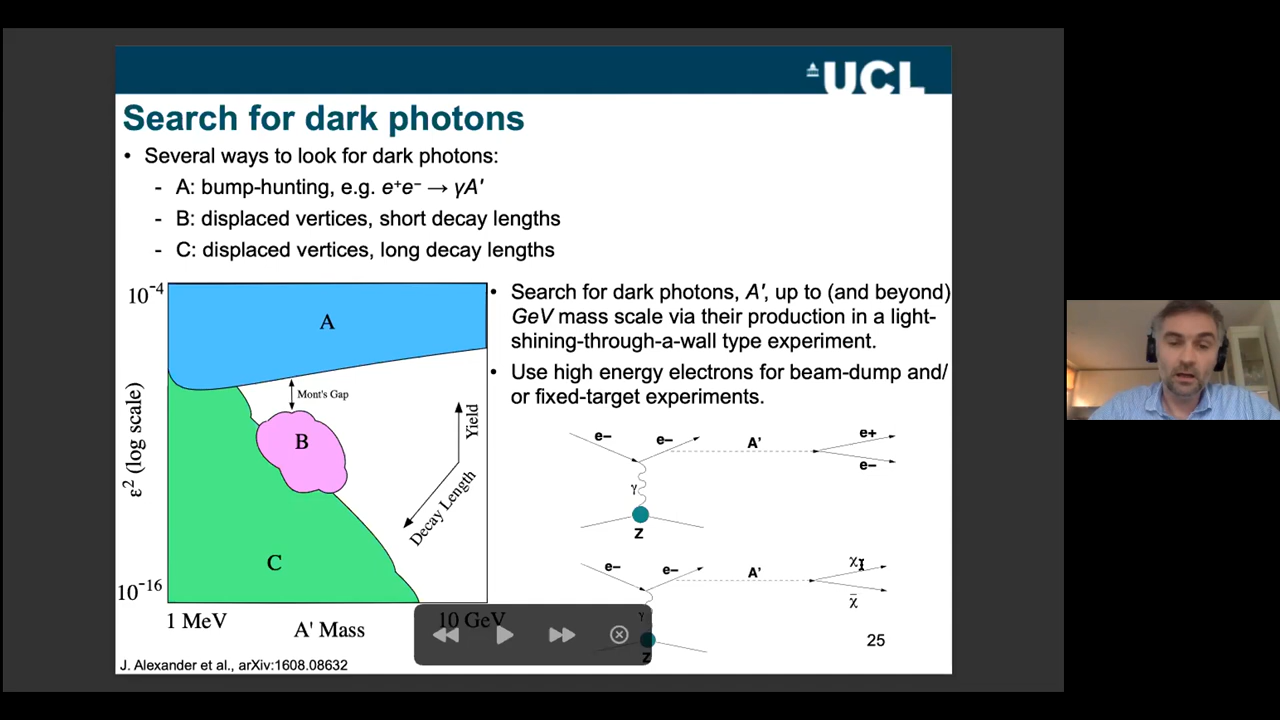 UCL
Search for dark photons
• Several ways to look for dark photons:
- A: bump-hunting, e.g. e⁺e⁻ → γA′
- B: displaced vertices, short decay lengths
- C: displaced vertices, long decay lengths
10⁻⁴
A
Mont's Gap
B
C
ε² (log scale)
Yield
Decay Length
10⁻¹⁶
1 MeV
10 GeV
A' Mass
J. Alexander et al., arXiv:1608.08632
• Search for dark photons, A′, up to (and beyond)
GeV mass scale via their production in a light-
shining-through-a-wall type experiment.
• Use high energy electrons for beam-dump and/
or fixed-target experiments.
e−
e−
A'
e+
e−
γ
Z
e−
e−
A'
χ
χ̄
γ
Z
25